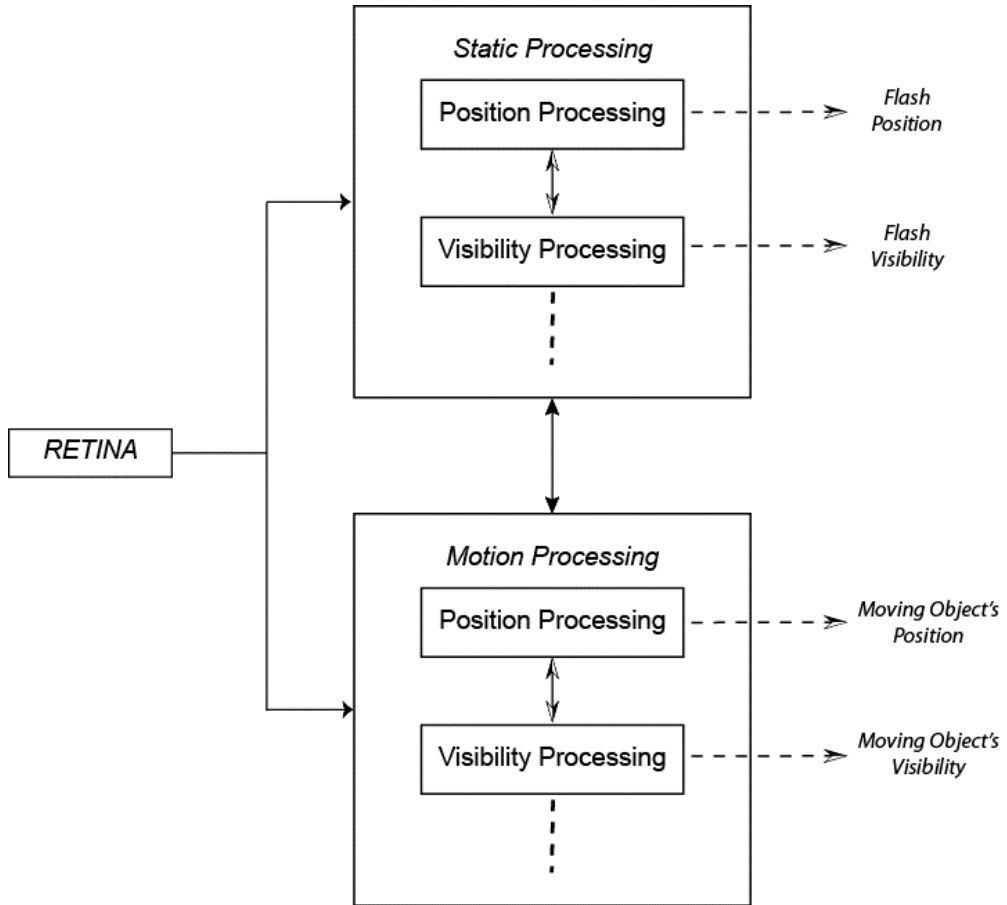 Static Processing
Position Processing
Flash
Position
Visibility Processing
Flash
Visibility
RETINA
Motion Processing
Position Processing
Moving Object's
Position
Visibility Processing
Moving Object's
Visibility